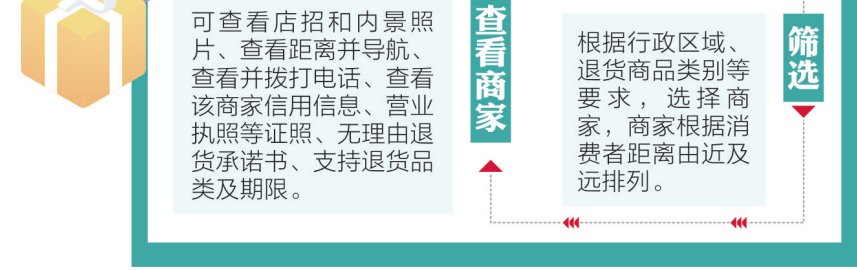 筛选
根据行政区域、
退货商品类别等
要求，选择商
家，商家根据消
费者距离由近及
远排列。
查看商家
可查看店招和内景照
片、查看距离并导航、
查看并拨打电话、查看
该商家信用信息、营业
执照等证照、无理由退
货承诺书、支持退货品
类及期限。